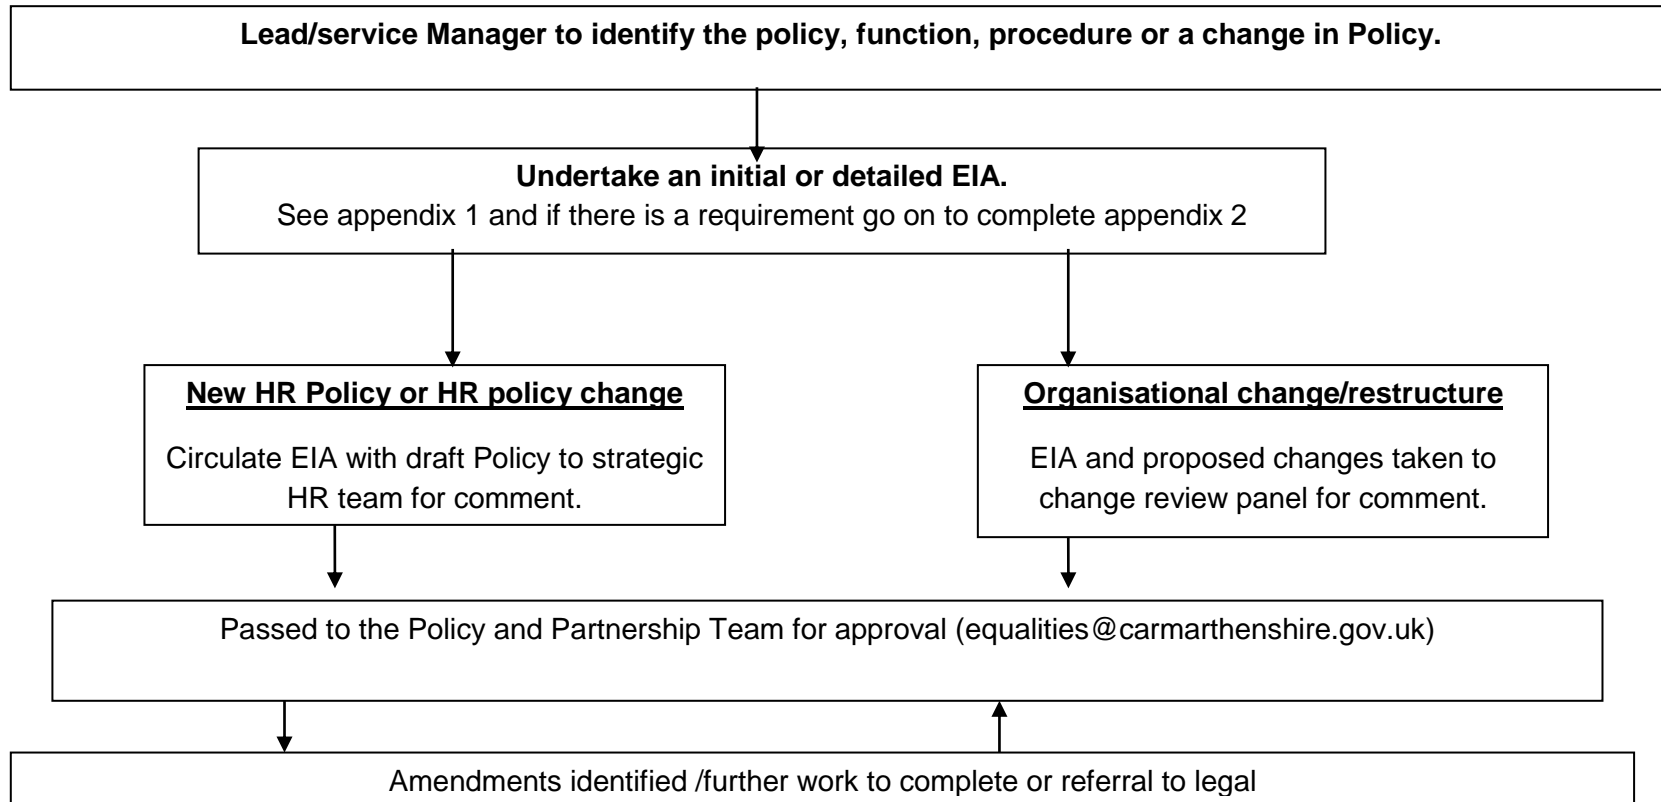 Lead/service Manager to identify the policy, function, procedure or a change in Policy.
Undertake an initial or detailed EIA.
See appendix 1 and if there is a requirement go on to complete appendix 2
New HR Policy or HR policy change
Circulate EIA with draft Policy to strategic
HR team for comment.
Organisational change/restructure
EIA and proposed changes taken to
change review panel for comment.
Passed to the Policy and Partnership Team for approval (equalities@carmarthenshire.gov.uk)
Amendments identified /further work to complete or referral to legal